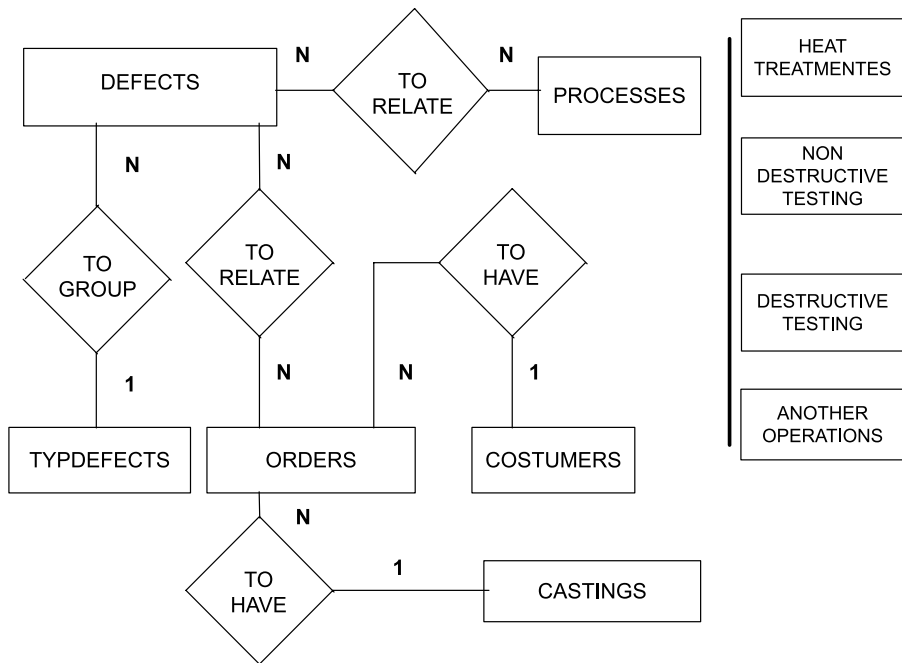 DEFECTS
N
TO
RELATE
N
PROCESSES
HEAT
TREATMENTES
NON
DESTRUCTIVE
TESTING
DESTRUCTIVE
TESTING
ANOTHER
OPERATIONS
N
TO
GROUP
1
TYPDEFECTS
N
TO
RELATE
N
ORDERS
TO
HAVE
N
1
COSTUMERS
N
TO
HAVE
1
CASTINGS